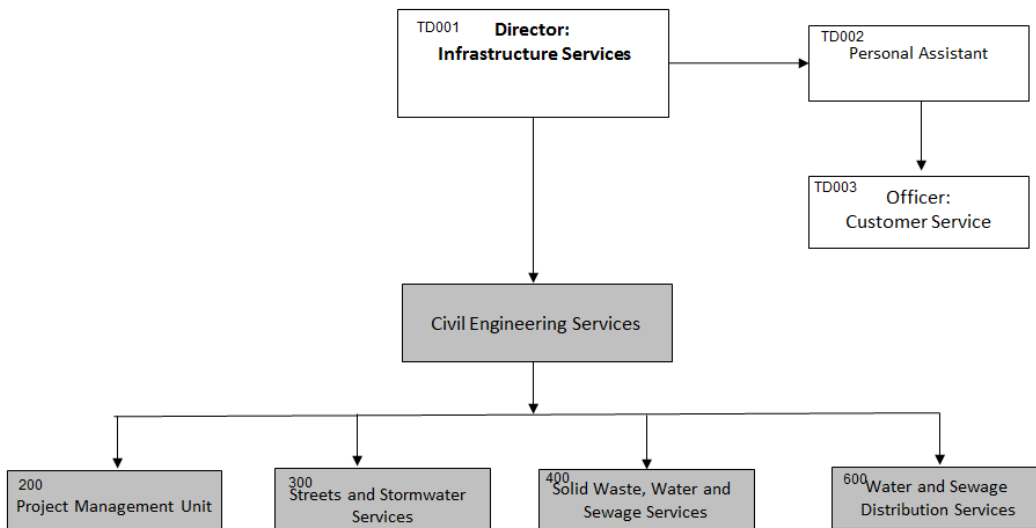 TD001
Director:
Infrastructure Services
TD002
Personal Assistant
TD003
Officer:
Customer Service
Civil Engineering Services
200
Project Management Unit
300
Streets and Stormwater
Services
400
Solid Waste, Water and
Sewage Services
600
Water and Sewage
Distribution Services